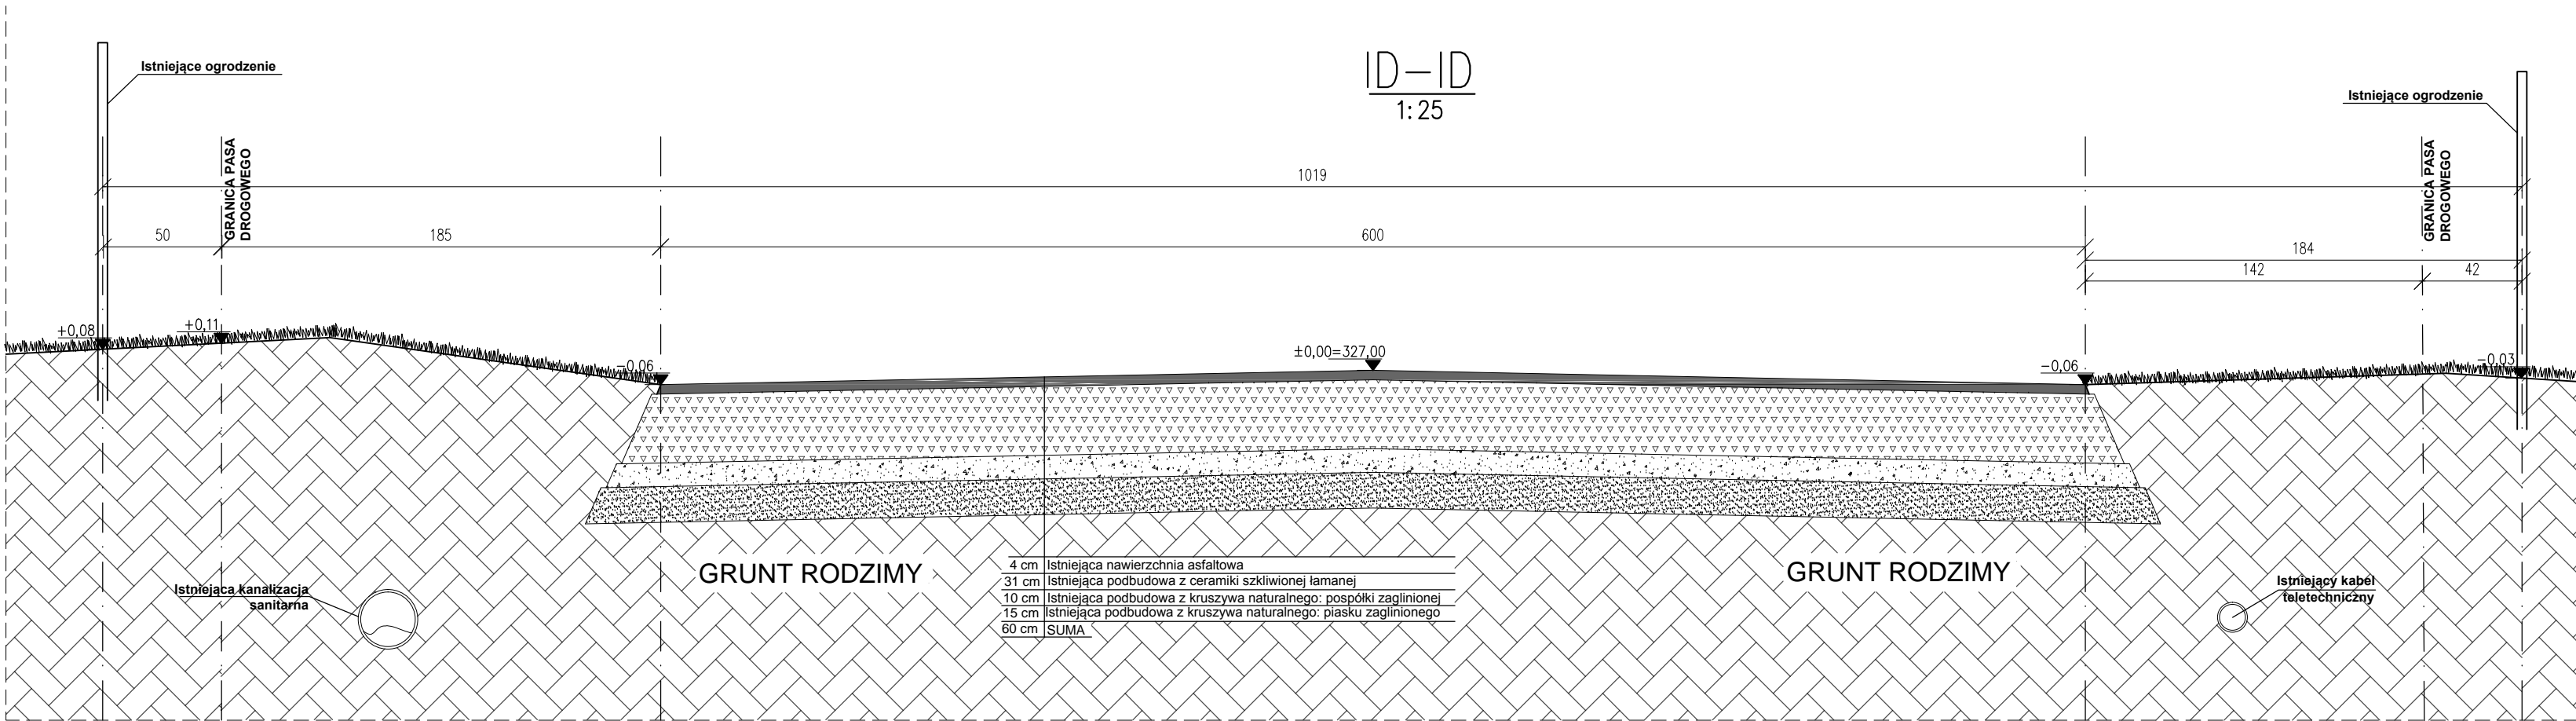 ID–ID
1:25
Istniejące ogrodzenie
Istniejące ogrodzenie
GRANICA PASA
DROGOWEGO
GRANICA PASA
DROGOWEGO
1019
50
185
600
184
142
42
+0,08
+0,11
-0,06
±0,00=327,00
-0,06
-0,03
GRUNT RODZIMY
GRUNT RODZIMY
4 cm Istniejąca nawierzchnia asfaltowa
31 cm Istniejąca podbudowa z ceramiki szkliwionej łamanej
10 cm Istniejąca podbudowa z kruszywa naturalnego: pospółki zaglinionej
15 cm Istniejąca podbudowa z kruszywa naturalnego: piasku zaglinionego
60 cm SUMA
Istniejąca kanalizacja
sanitarna
Istniejący kabel
teletechniczny